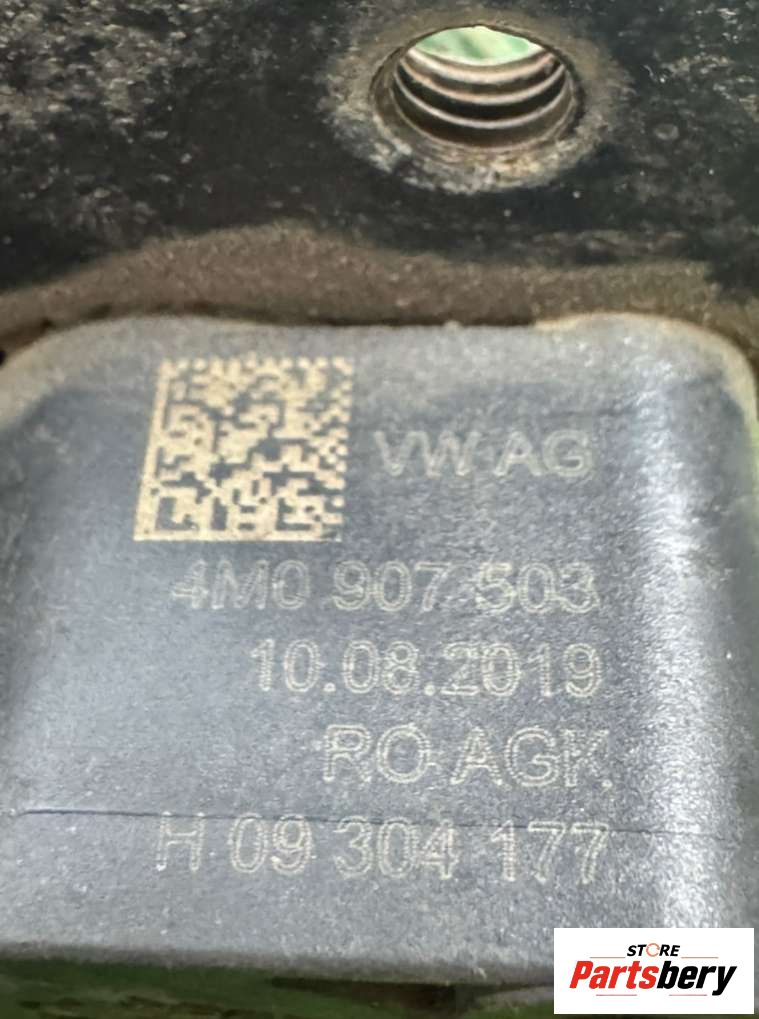 VW AG
4M0 907 503
10.08.2019
RO AGK
H 09 304 177
STORE
Partsbery